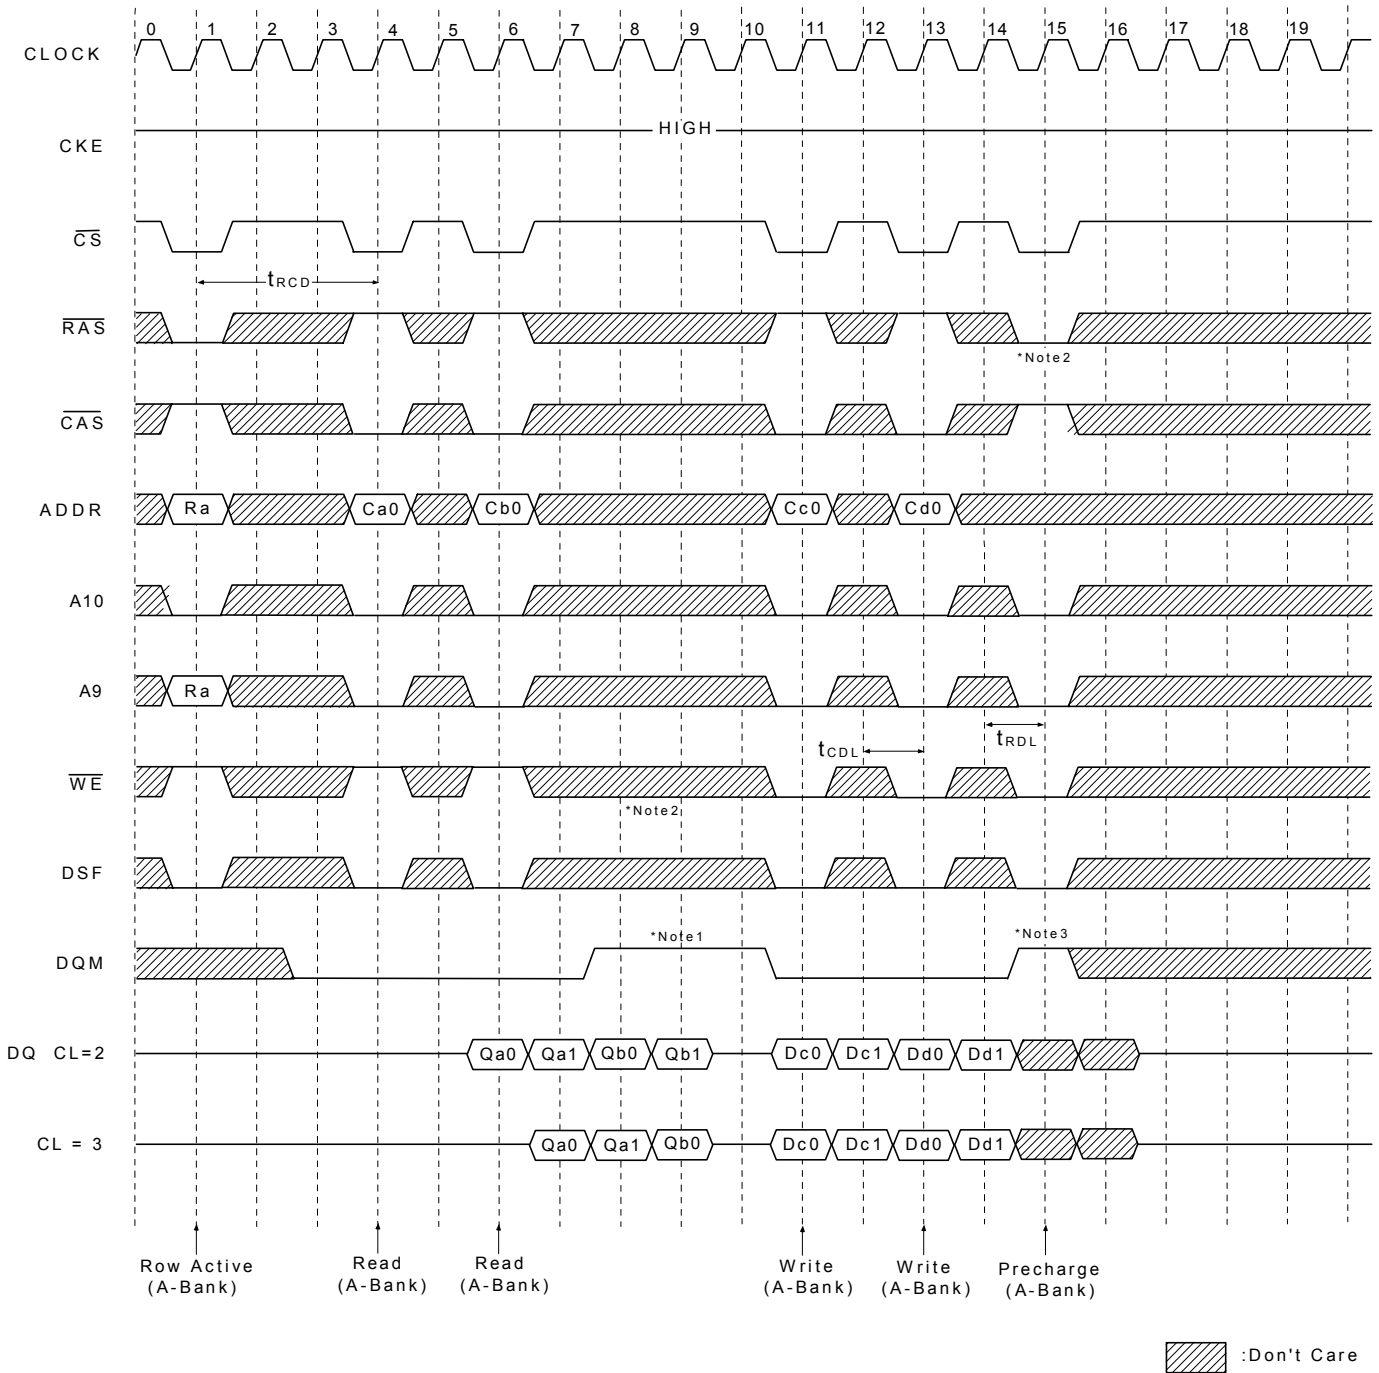 0 1 2 3 4 5 6 7 8 9 10 11 12 13 14 15 16 17 18 19
CLOCK
HIGH
CKE
CS
tRCD
RAS
*Note2
CAS
ADDR Ra Ca0 Cb0 Cc0 Cd0
A10
A9 Ra
tCDL tRDL
WE
*Note2
DSF
*Note1 *Note3
DQM
DQ CL=2 Qa0 Qa1 Qb0 Qb1 Dc0 Dc1 Dd0 Dd1
CL = 3 Qa0 Qa1 Qb0 Dc0 Dc1 Dd0 Dd1
Row Active Read Read Write Write Precharge
(A-Bank) (A-Bank) (A-Bank) (A-Bank) (A-Bank) (A-Bank)
:Don't Care